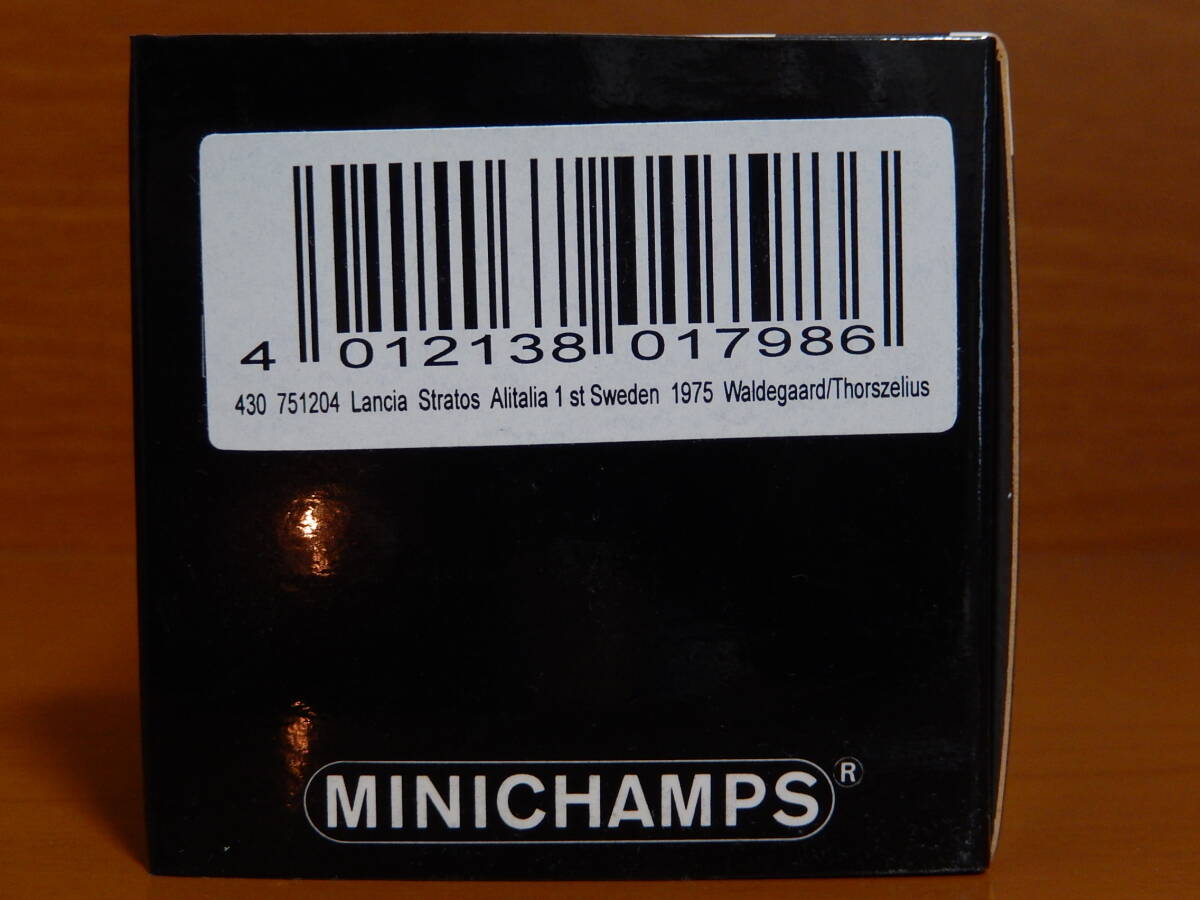 4 012138 017986
430 751204 Lancia Stratos Alitalia 1 st Sweden 1975 Waldegaard/Thorszelius
MINICHAMPS ®